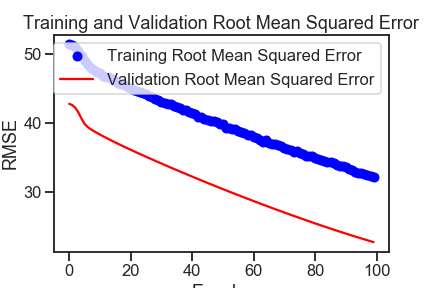 Training and Validation Root Mean Squared Error
Training Root Mean Squared Error
Validation Root Mean Squared Error
50
40
30
RMSE
0 20 40 60 80 100